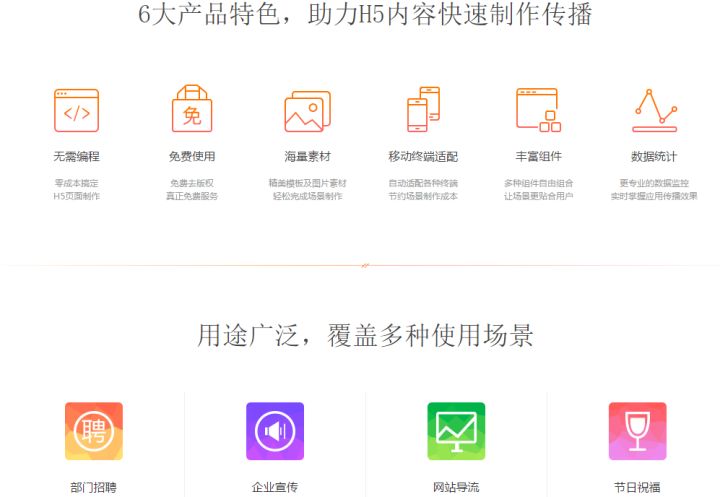 6大产品特色，助力H5内容快速制作传播
免
无需编程
免费使用
海量素材
移动终端适配
丰富组件
数据统计
零成本搞定
H5页面制作
免费去版权
真正免费服务
精美模板及图片素材
轻松完成场景制作
自动适配各种终端
节约场景制作成本
多种组件自由组合
让场景更贴合用户
更专业的数据监控
实时掌握应用传播效果
用途广泛，覆盖多种使用场景
聘
部门招聘
企业宣传
网站导流
节日祝福